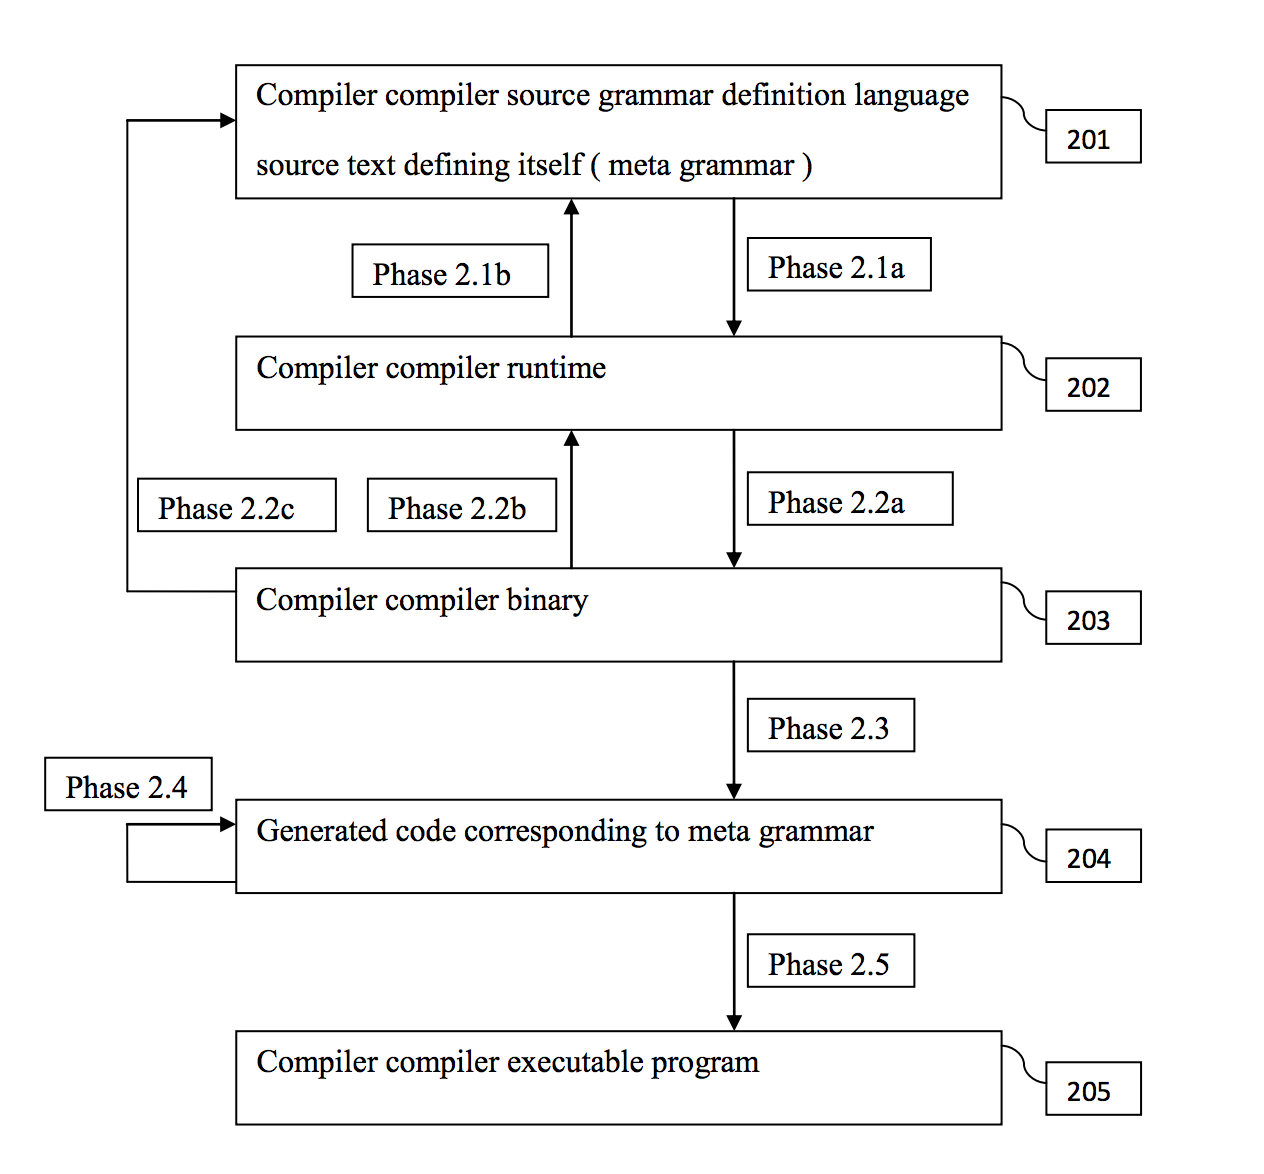 Compiler compiler source grammar definition language
source text defining itself ( meta grammar )
201
Phase 2.1b
Phase 2.1a
Compiler compiler runtime
202
Phase 2.2c
Phase 2.2b
Phase 2.2a
Compiler compiler binary
203
Phase 2.3
Phase 2.4
Generated code corresponding to meta grammar
204
Phase 2.5
Compiler compiler executable program
205